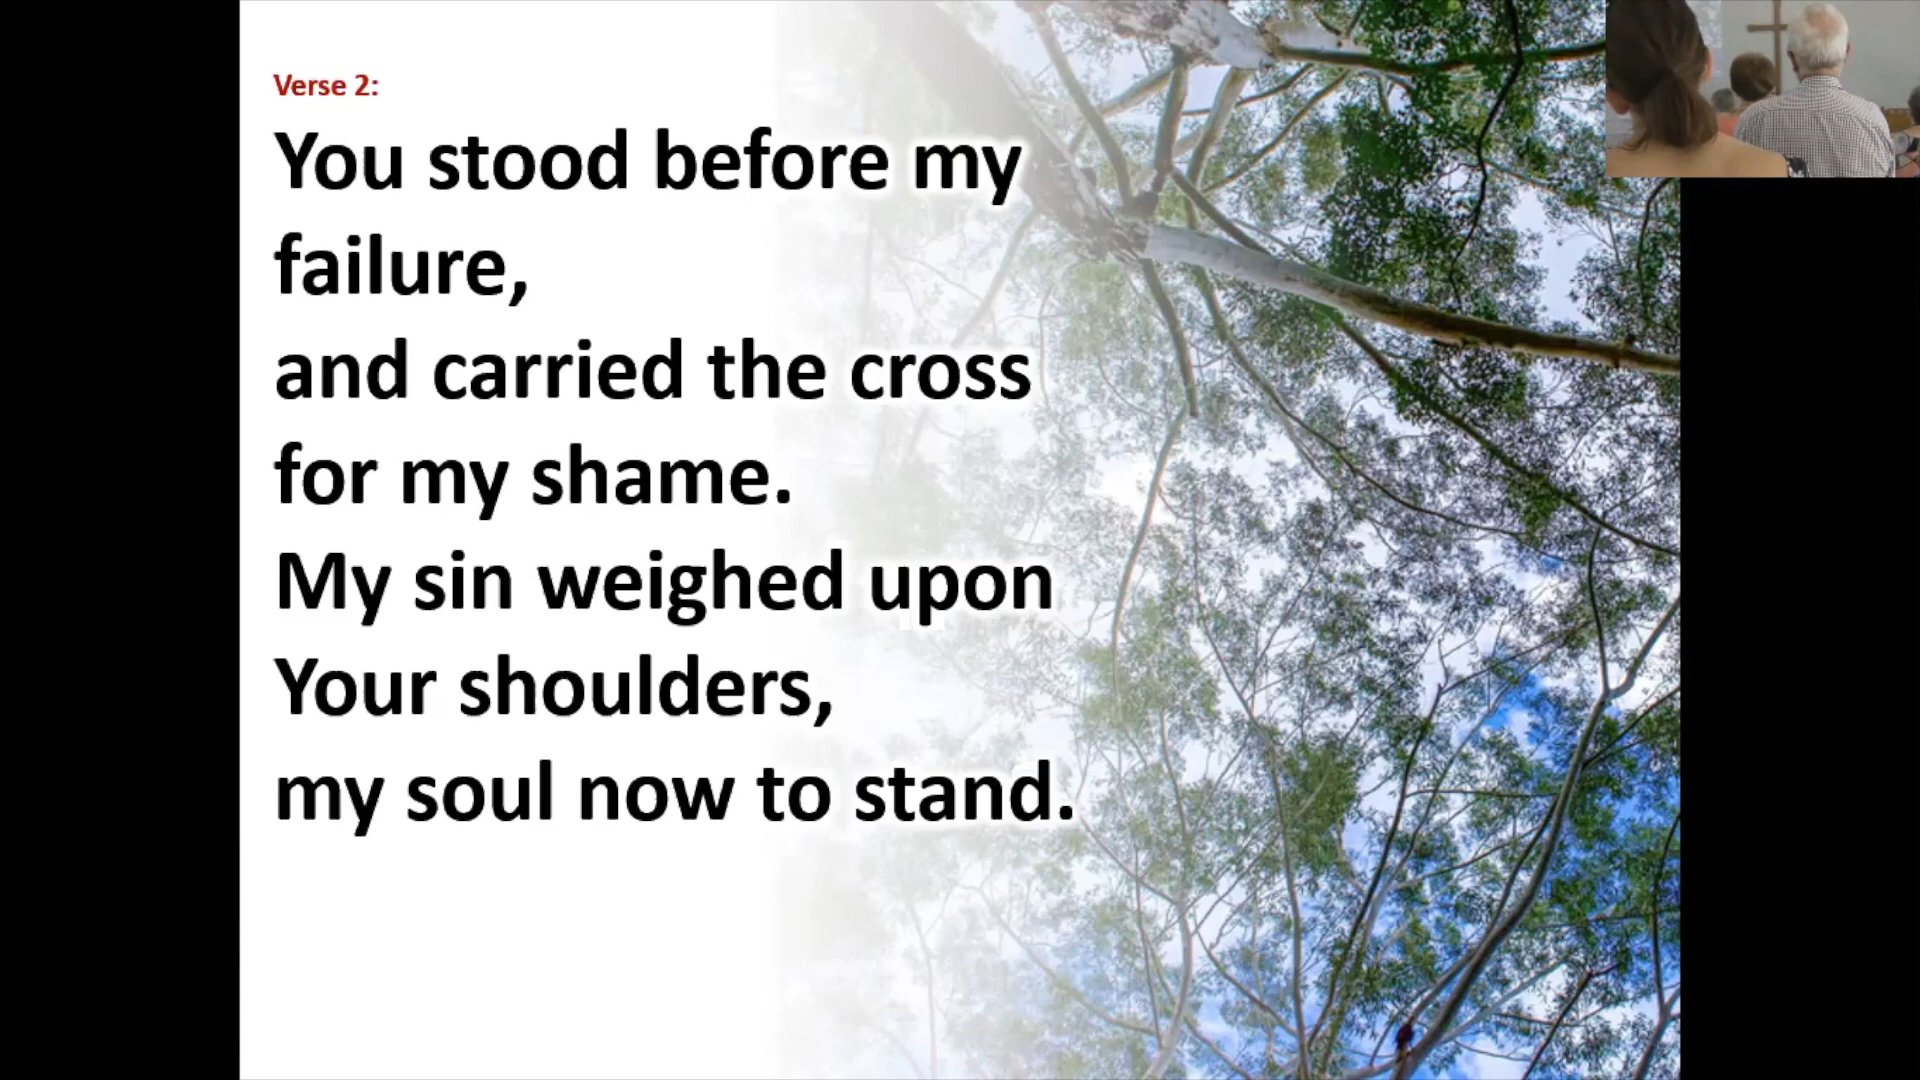 Verse 2:
You stood before my
failure,
and carried the cross
for my shame.
My sin weighed upon
Your shoulders,
my soul now to stand.